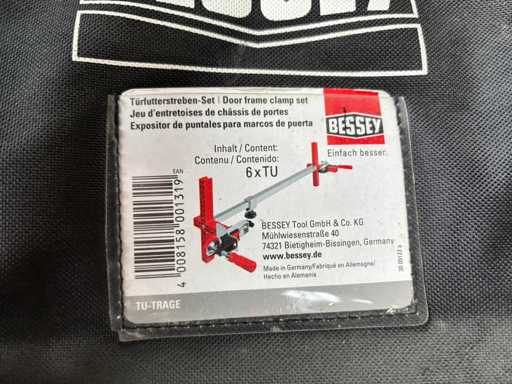 BESSEY
Türfutterstreben-Set | Door frame clamp set
Jeu d'entretoises de châssis de portes
Expositor de puntales para marcos de puerta
BESSEY
Einfach besser.
Inhalt / Content:
Contenu / Contenido:
6 x TU
EAN
4 008158 001319
BESSEY Tool GmbH & Co. KG
Mühlwiesenstraße 40
74321 Bietigheim-Bissingen, Germany
www.bessey.de
Made in Germany/Fabriqué en Allemagne/
Hecho en Alemania
TU-TRAGE